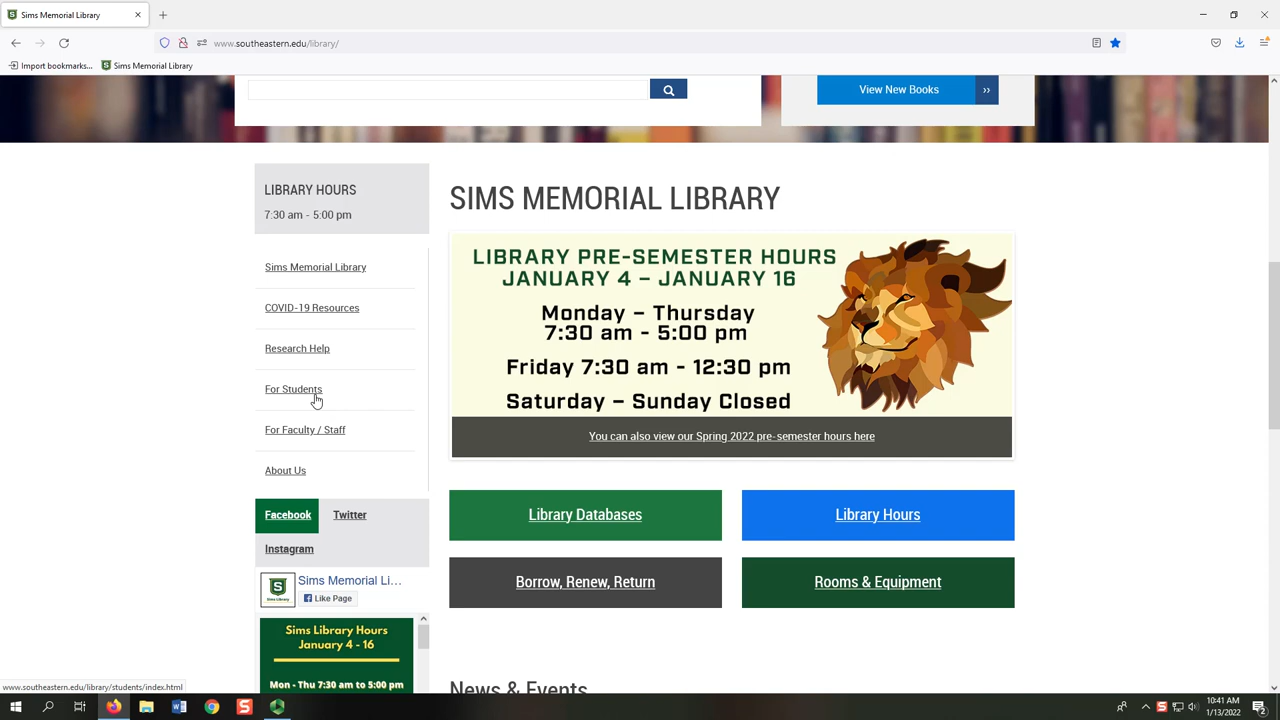 Sims Memorial Library
www.southeastern.edu/library/
Import bookmarks...
Sims Memorial Library
View New Books
LIBRARY HOURS
7:30 am - 5:00 pm
Sims Memorial Library
COVID-19 Resources
Research Help
For Students
For Faculty / Staff
About Us
Facebook
Twitter
Instagram
Sims Memorial Li...
Like Page
Sims Library Hours
January 4 - 16
Mon - Thu 7:30 am to 5:00 pm
SIMS MEMORIAL LIBRARY
LIBRARY PRE-SEMESTER HOURS
JANUARY 4 – JANUARY 16
Monday – Thursday
7:30 am - 5:00 pm
Friday 7:30 am - 12:30 pm
Saturday – Sunday Closed
You can also view our Spring 2022 pre-semester hours here
Library Databases
Library Hours
Borrow, Renew, Return
Rooms & Equipment
News & Events
www.southeastern.edu/library/students/index.html
10:41 AM
1/13/2022